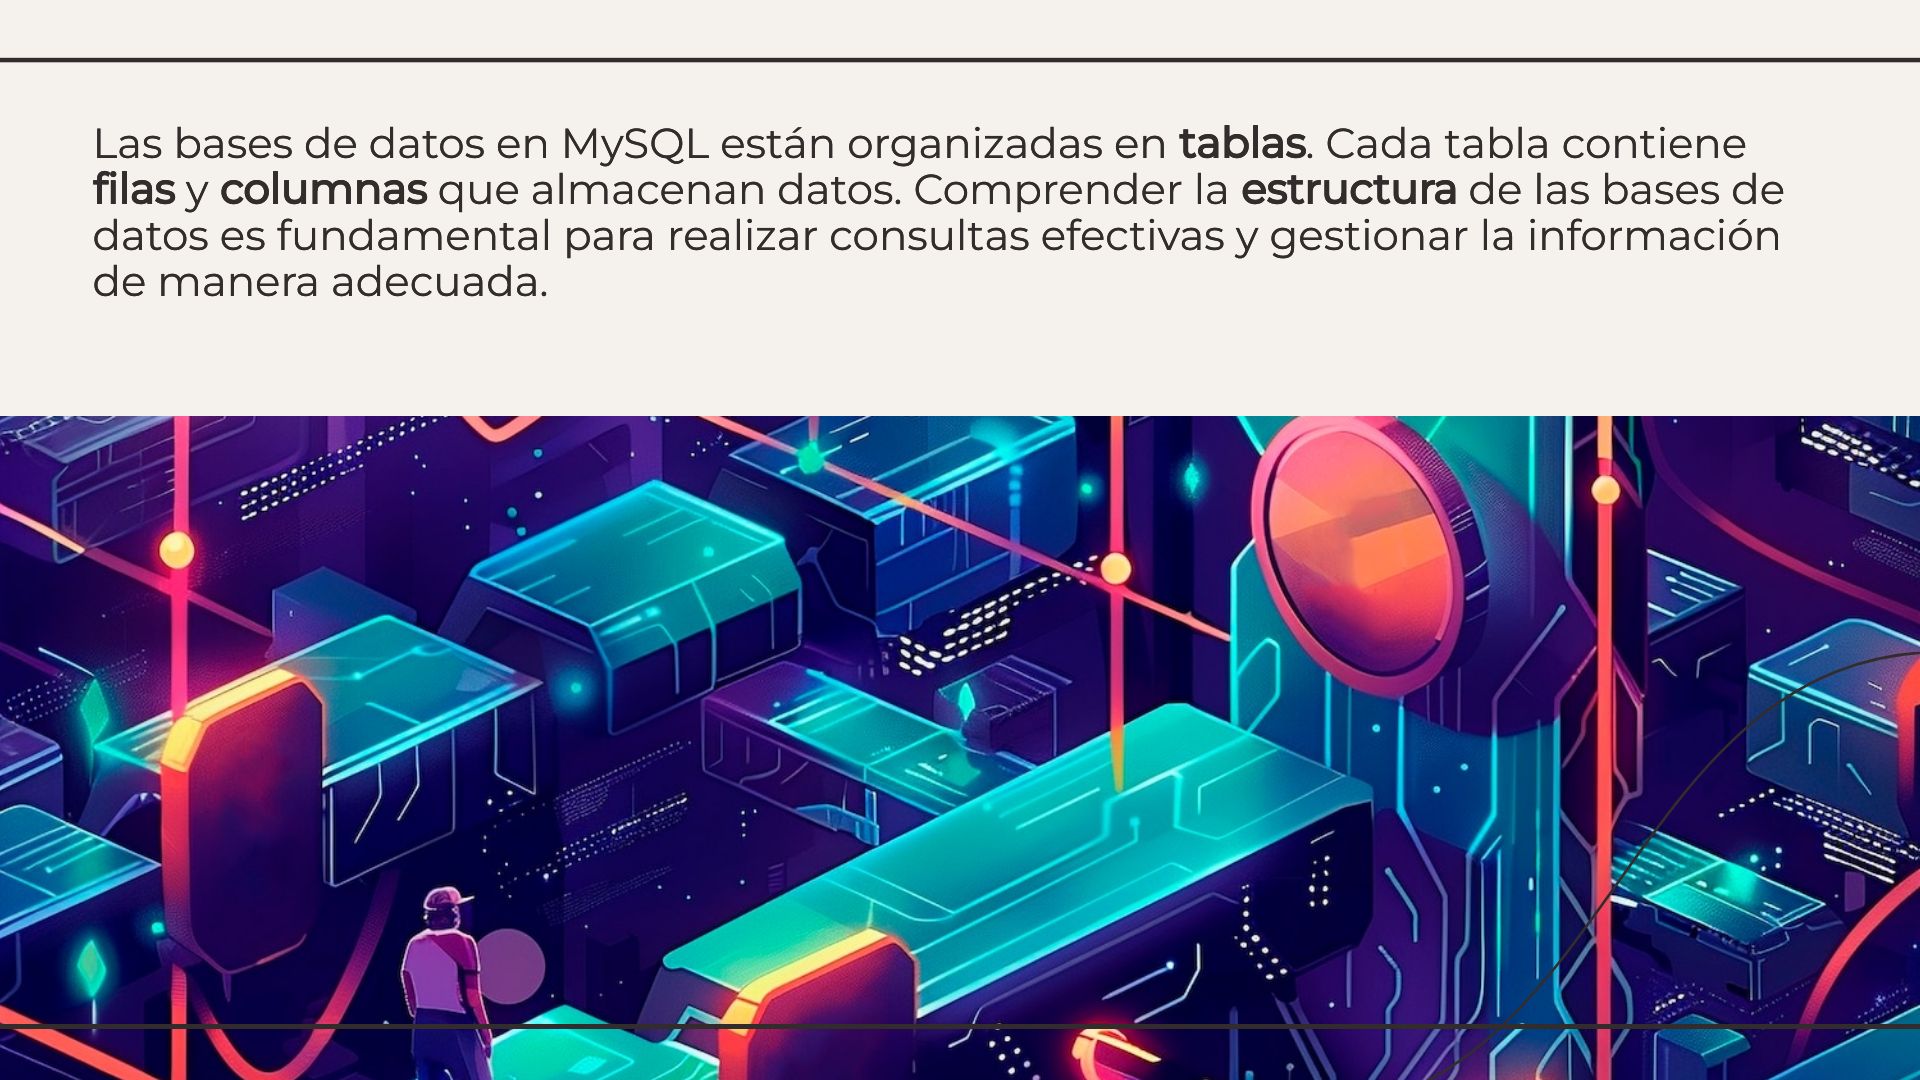 Las bases de datos en MySQL están organizadas en tablas. Cada tabla contiene
filas y columnas que almacenan datos. Comprender la estructura de las bases de
datos es fundamental para realizar consultas efectivas y gestionar la información
de manera adecuada.